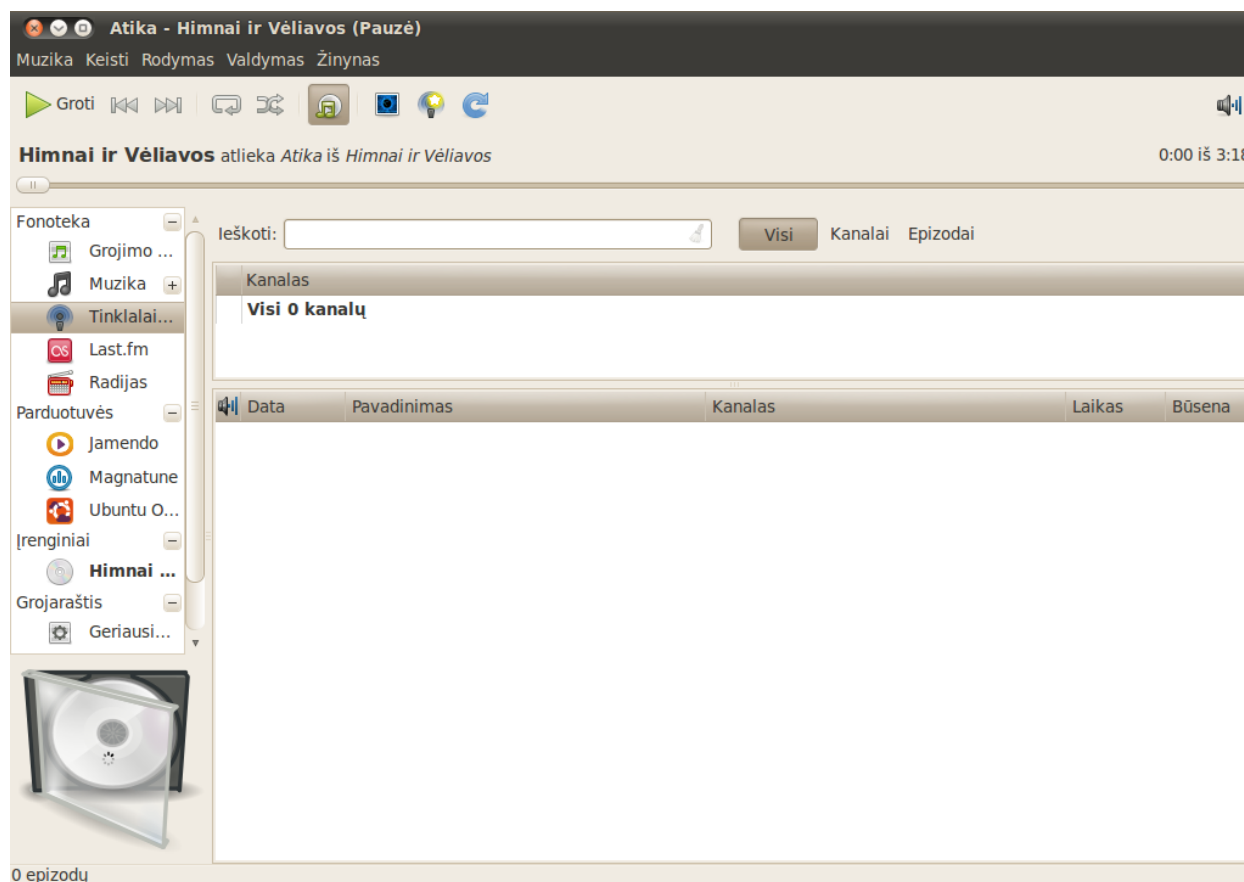 Atika - Himnai ir Vėliavos (Pauzė)
Muzika Keisti Rodymas Valdymas Žinynas
Groti
Himnai ir Vėliavos atlieka Atika iš Himnai ir Vėliavos 0:00 iš 3:18
Fonoteka
Grojimo ...
Muzika
Tinklalai...
Last.fm
Radijas
Parduotuvės
Jamendo
Magnatune
Ubuntu O...
Įrenginiai
Himnai ...
Grojaraštis
Geriausi...
Ieškoti: Visi Kanalai Epizodai
Kanalas
Visi 0 kanalų
Data Pavadinimas Kanalas Laikas Būsena
0 epizodų